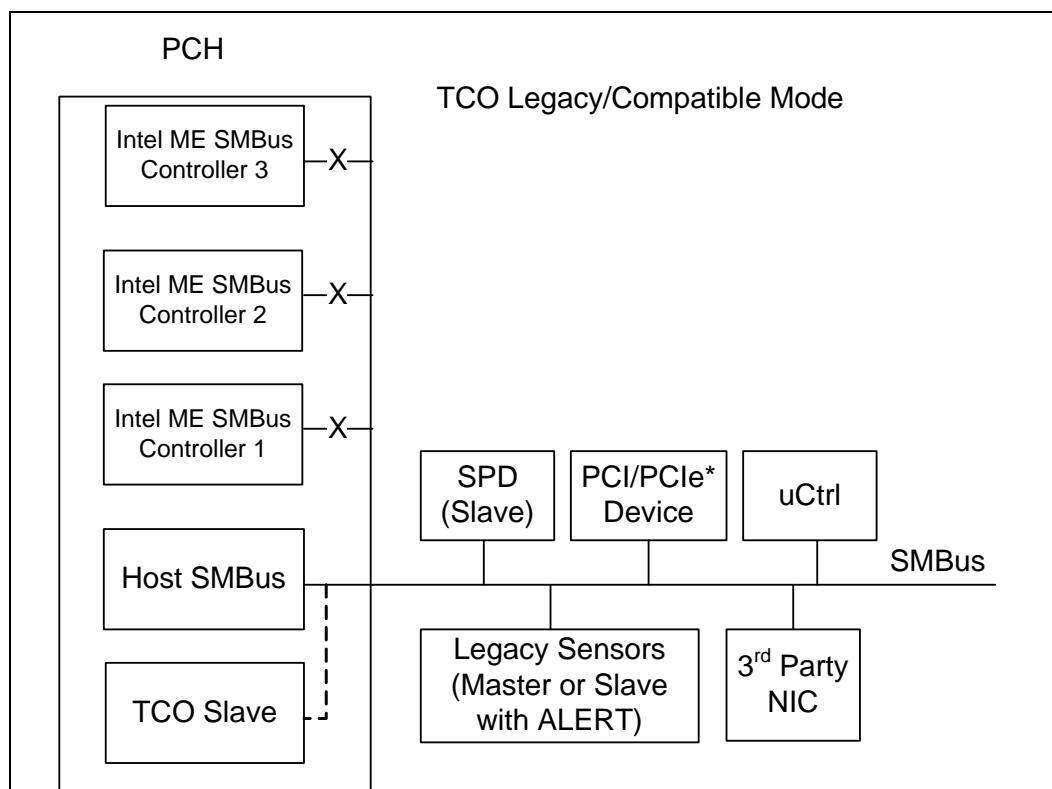 PCH
TCO Legacy/Compatible Mode
Intel ME SMBus
Controller 3
X
Intel ME SMBus
Controller 2
X
Intel ME SMBus
Controller 1
X
SPD
(Slave)
PCI/PCIe*
Device
uCtrl
Host SMBus
SMBus
TCO Slave
Legacy Sensors
(Master or Slave
with ALERT)
3rd Party
NIC